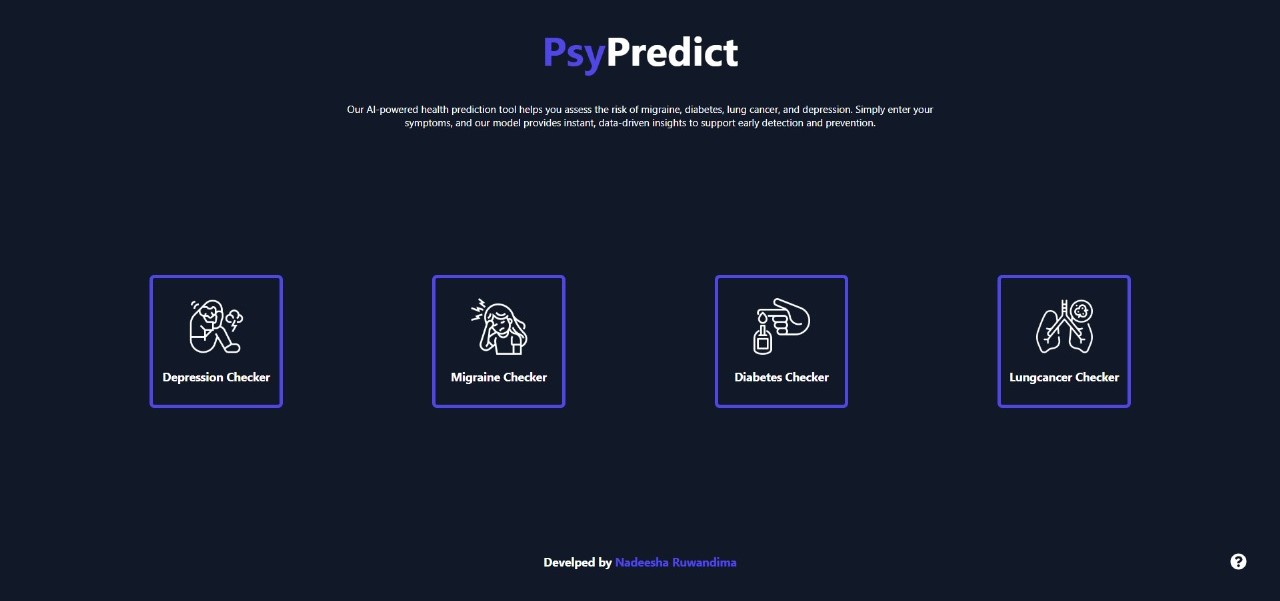 PsyPredict
Our AI-powered health prediction tool helps you assess the risk of migraine, diabetes, lung cancer, and depression. Simply enter your
symptoms, and our model provides instant, data-driven insights to support early detection and prevention.
Depression Checker
Migraine Checker
Diabetes Checker
Lungcancer Checker
Develped by Nadeesha Ruwandima
?